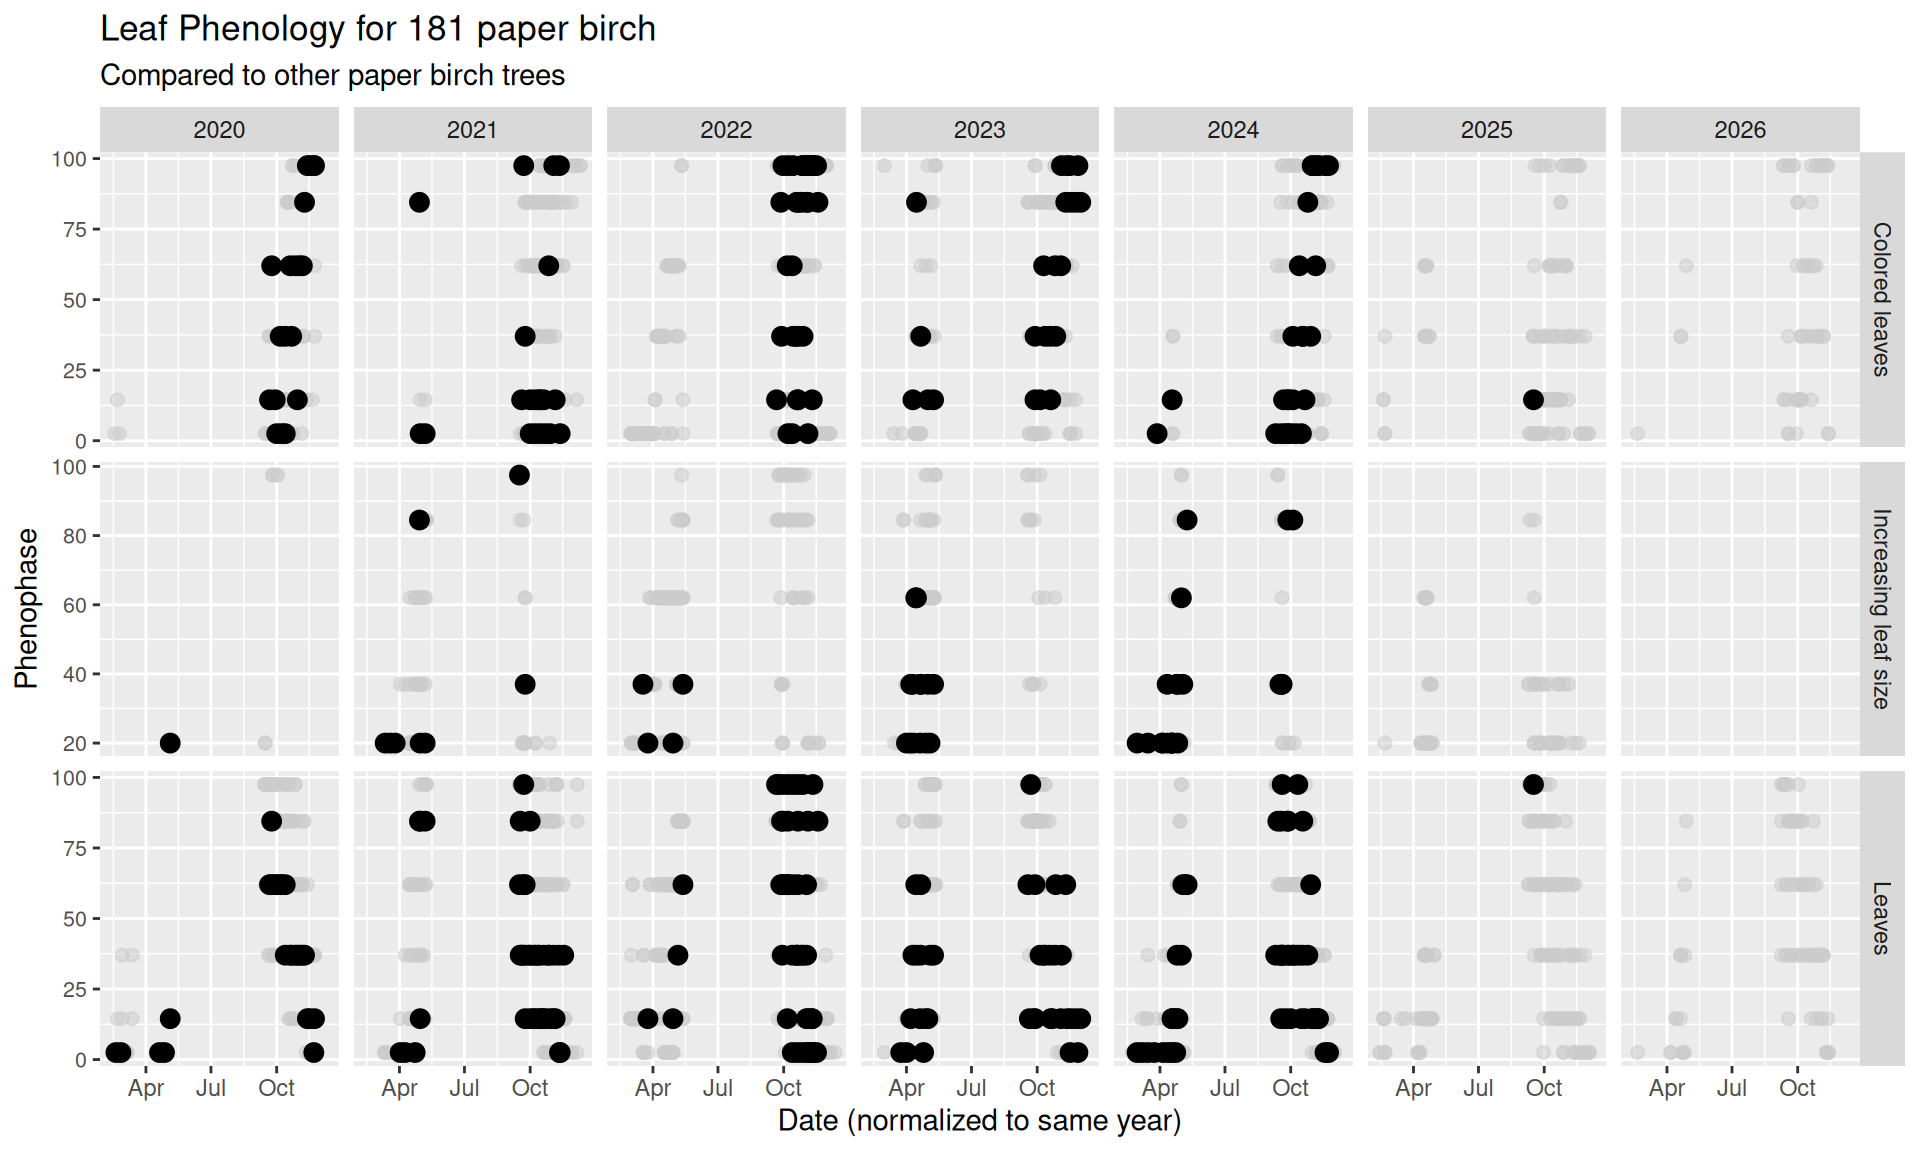 Leaf Phenology for 181 paper birch
Compared to other paper birch trees
2020 2021 2022 2023 2024 2025 2026
100
75
50
25
0
Colored leaves
100
80
60
40
20
Increasing leaf size
100
75
50
25
0
Leaves
Phenophase
Apr Jul Oct Apr Jul Oct Apr Jul Oct Apr Jul Oct Apr Jul Oct Apr Jul Oct Apr Jul Oct
Date (normalized to same year)